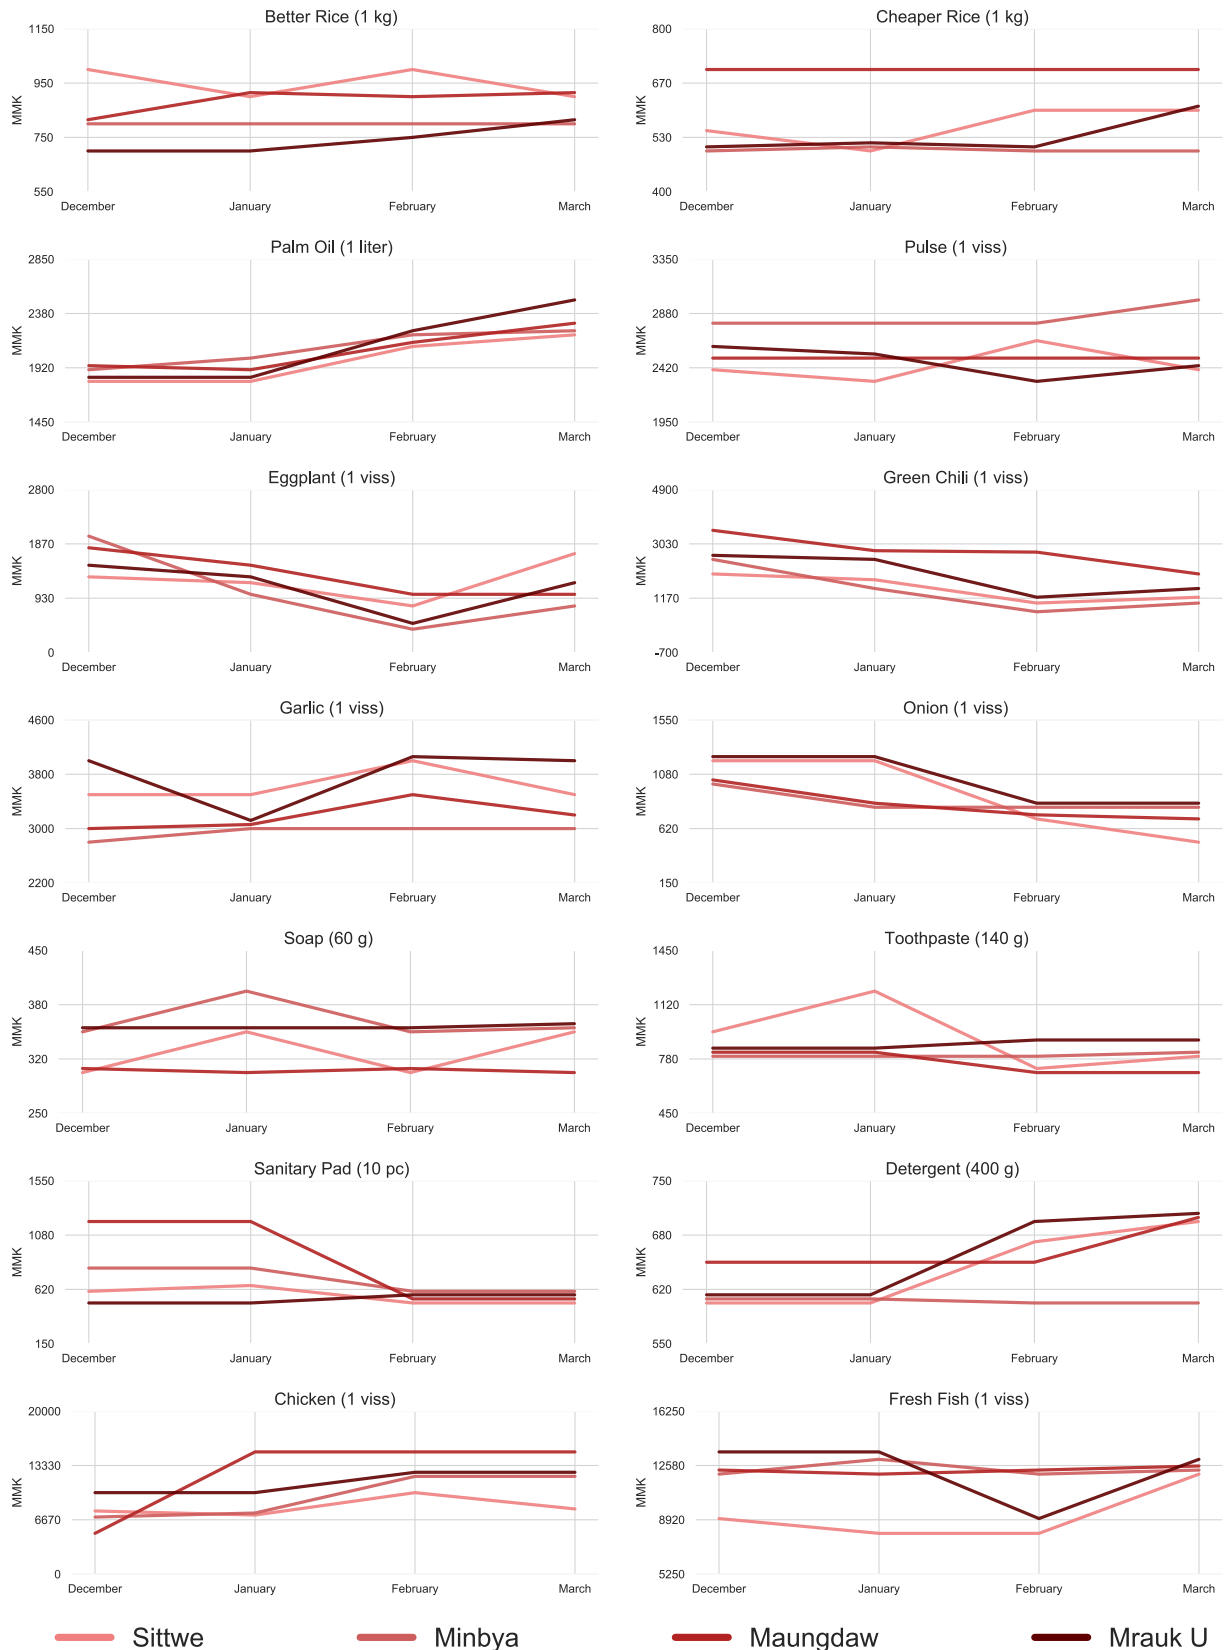 Better Rice (1 kg)
1150
950
750
550
MMK
December January February March
Cheaper Rice (1 kg)
800
670
530
400
MMK
December January February March
Palm Oil (1 liter)
2850
2380
1920
1450
MMK
December January February March
Pulse (1 viss)
3350
2880
2420
1950
MMK
December January February March
Eggplant (1 viss)
2800
1870
930
0
MMK
December January February March
Green Chili (1 viss)
4900
3030
1170
-700
MMK
December January February March
Garlic (1 viss)
4600
3800
3000
2200
MMK
December January February March
Onion (1 viss)
1550
1080
620
150
MMK
December January February March
Soap (60 g)
450
380
320
250
MMK
December January February March
Toothpaste (140 g)
1450
1120
780
450
MMK
December January February March
Sanitary Pad (10 pc)
1550
1080
620
150
MMK
December January February March
Detergent (400 g)
750
680
620
550
MMK
December January February March
Chicken (1 viss)
20000
13330
6670
0
MMK
December January February March
Fresh Fish (1 viss)
16250
12580
8920
5250
MMK
December January February March
Sittwe Minbya Maungdaw Mrauk U